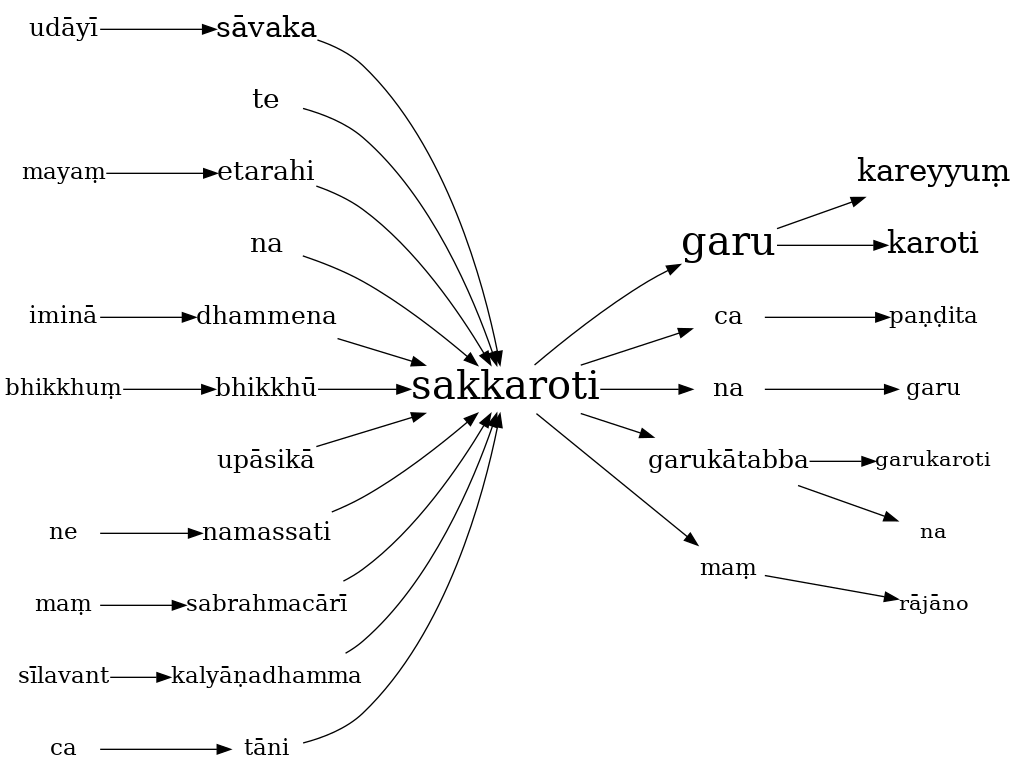 udāyī sāvaka
te
mayaṃ etarahi kareyyuṃ
na garu karoti
iminā dhammena ca paṇḍita
bhikkhuṃ bhikkhū sakkaroti na garu
upāsikā garukātabba garukaroti
ne namassati na
maṃ
maṃ sabrahmacārī rājāno
sīlavant kalyāṇadhamma
ca tāni